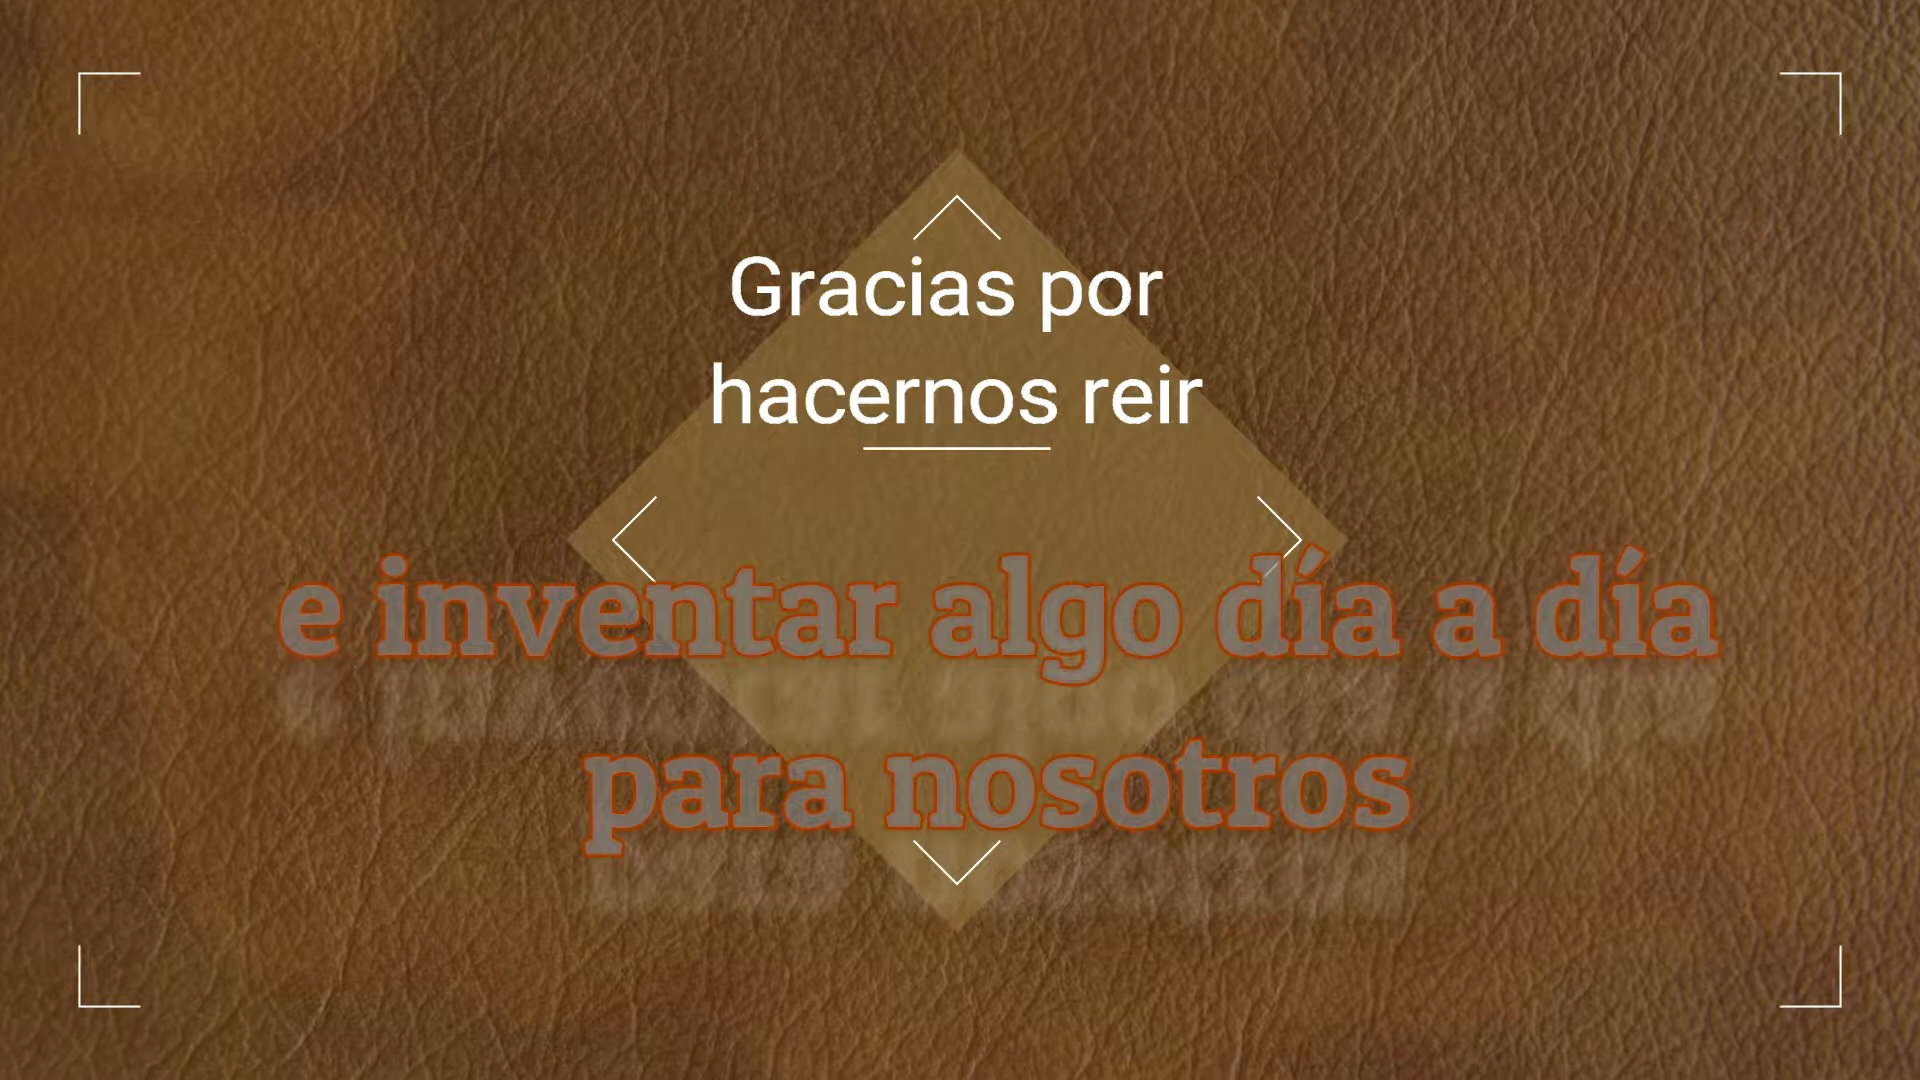 Gracias por
hacernos reir
e inventar algo día a día
para nosotros